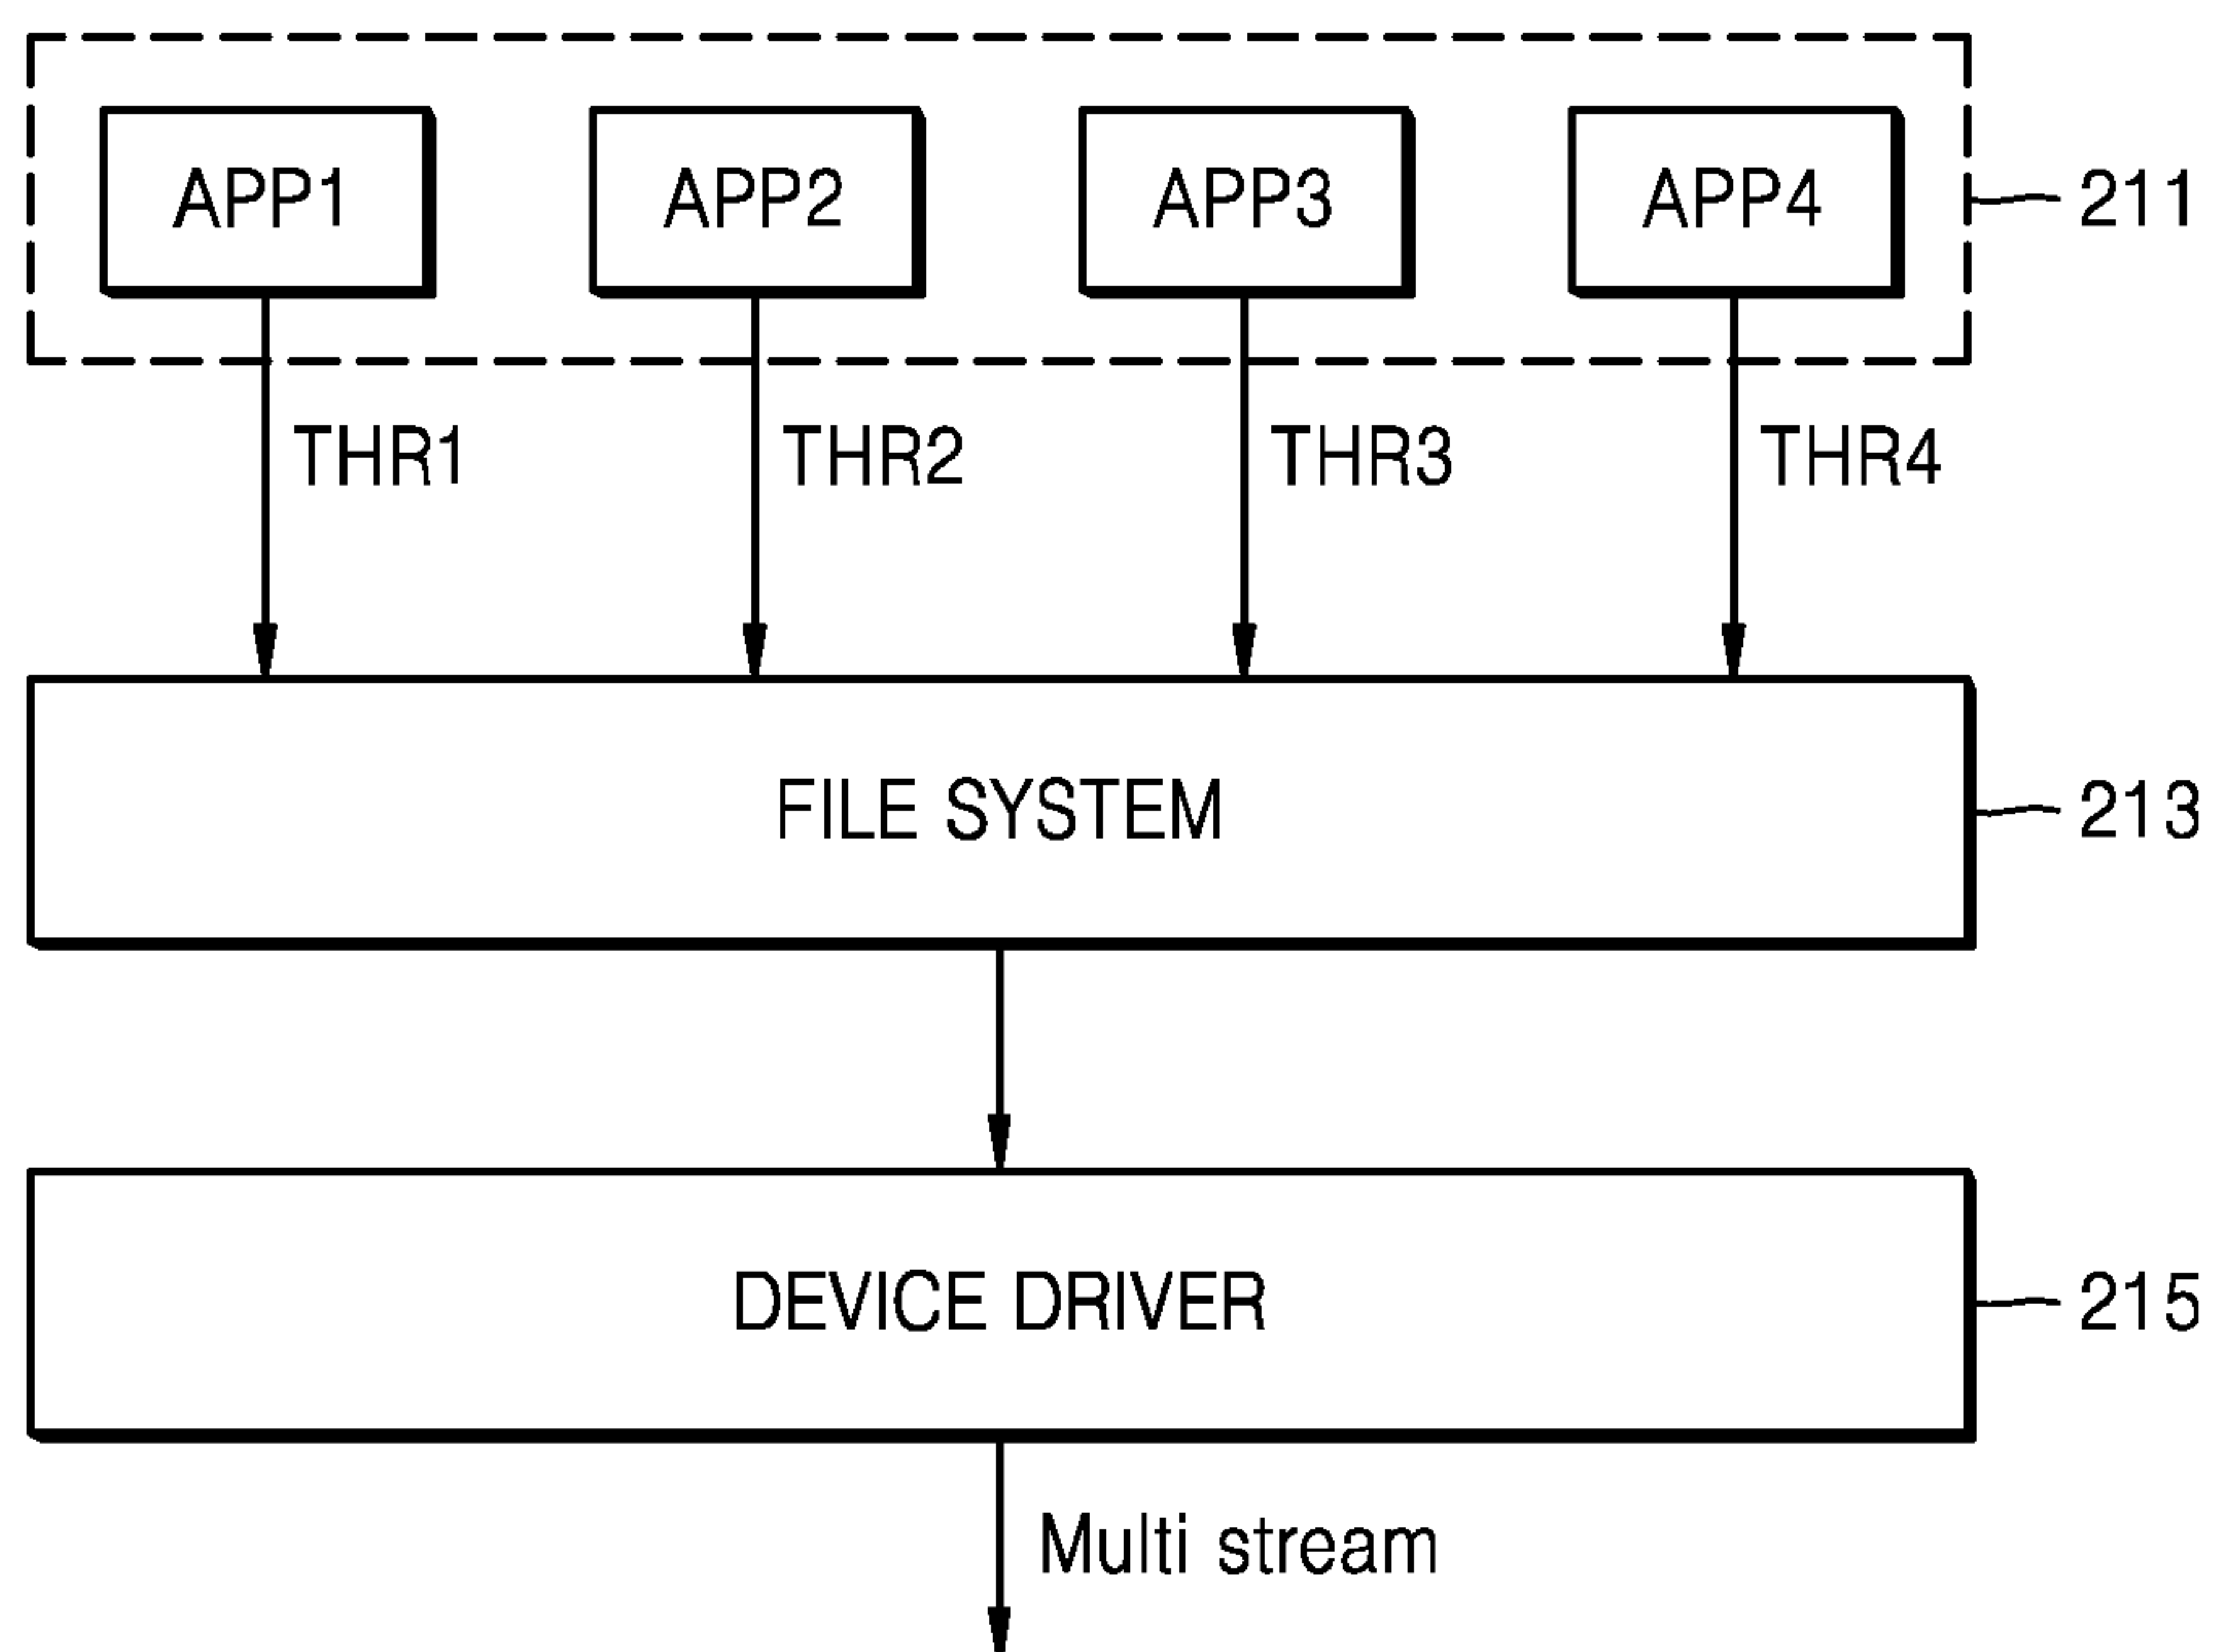 APP1 APP2 APP3 APP4 211
THR1 THR2 THR3 THR4
FILE SYSTEM 213
DEVICE DRIVER 215
Multi stream